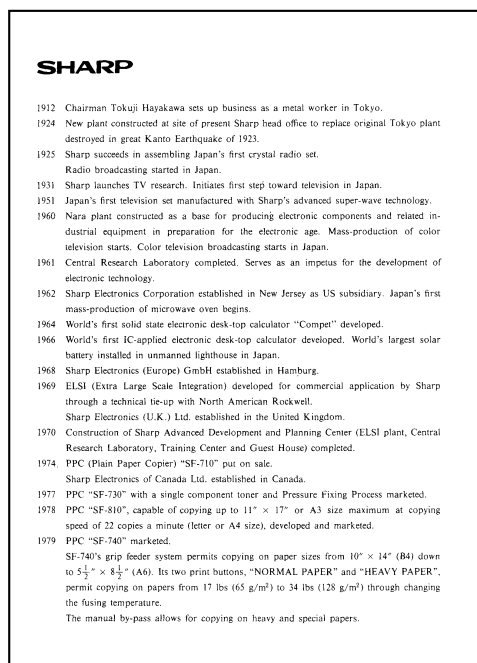 SHARP
1912 Chairman Tokuji Hayakawa sets up business as a metal worker in Tokyo.
1924 New plant constructed at site of present Sharp head office to replace original Tokyo plant
destroyed in great Kanto Earthquake of 1923.
1925 Sharp succeeds in assembling Japan's first crystal radio set.
Radio broadcasting started in Japan.
1931 Sharp launches TV research. Initiates first step toward television in Japan.
1951 Japan's first television set manufactured with Sharp's advanced super-wave technology.
1960 Nara plant constructed as a base for producing electronic components and related in-
dustrial equipment in preparation for the electronic age. Mass-production of color
television starts. Color television broadcasting starts in Japan.
1961 Central Research Laboratory completed. Serves as an impetus for the development of
electronic technology.
1962 Sharp Electronics Corporation established in New Jersey as US subsidiary. Japan's first
mass-production of microwave oven begins.
1964 World's first solid state electronic desk-top calculator "Compet" developed.
1966 World's first IC-applied electronic desk-top calculator developed. World's largest solar
battery installed in unmanned lighthouse in Japan.
1968 Sharp Electronics (Europe) GmbH established in Hamburg.
1969 ELSI (Extra Large Scale Integration) developed for commercial application by Sharp
through a technical tie-up with North American Rockwell.
Sharp Electronics (U.K.) Ltd. established in the United Kingdom.
1970 Construction of Sharp Advanced Development and Planning Center (ELSI plant, Central
Research Laboratory, Training Center and Guest House) completed.
1974 PPC (Plain Paper Copier) "SF-710" put on sale.
Sharp Electronics of Canada Ltd. established in Canada.
1977 PPC "SF-730" with a single component toner and Pressure Fixing Process marketed.
1978 PPC "SF-810", capable of copying up to 11″ × 17″ or A3 size maximum at copying
speed of 22 copies a minute (letter or A4 size), developed and marketed.
1979 PPC "SF-740" marketed.
SF-740's grip feeder system permits copying on paper sizes from 10″ × 14″ (B4) down
to 5 1/2″ × 8 1/2″ (A6). Its two print buttons, "NORMAL PAPER" and "HEAVY PAPER",
permit copying on papers from 17 lbs (65 g/m²) to 34 lbs (128 g/m²) through changing
the fusing temperature.
The manual by-pass allows for copying on heavy and special papers.